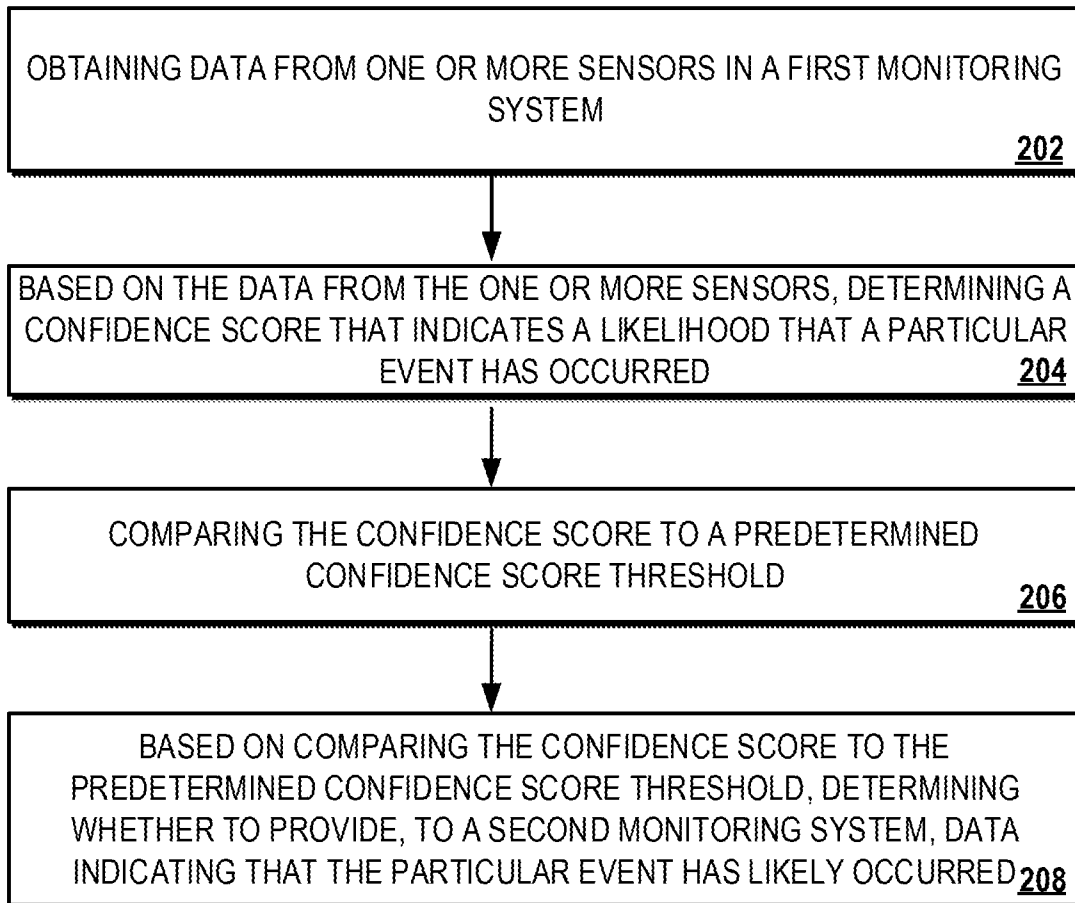 OBTAINING DATA FROM ONE OR MORE SENSORS IN A FIRST MONITORING
SYSTEM
202
BASED ON THE DATA FROM THE ONE OR MORE SENSORS, DETERMINING A
CONFIDENCE SCORE THAT INDICATES A LIKELIHOOD THAT A PARTICULAR
EVENT HAS OCCURRED 204
COMPARING THE CONFIDENCE SCORE TO A PREDETERMINED
CONFIDENCE SCORE THRESHOLD
206
BASED ON COMPARING THE CONFIDENCE SCORE TO THE
PREDETERMINED CONFIDENCE SCORE THRESHOLD, DETERMINING
WHETHER TO PROVIDE, TO A SECOND MONITORING SYSTEM, DATA
INDICATING THAT THE PARTICULAR EVENT HAS LIKELY OCCURRED 208